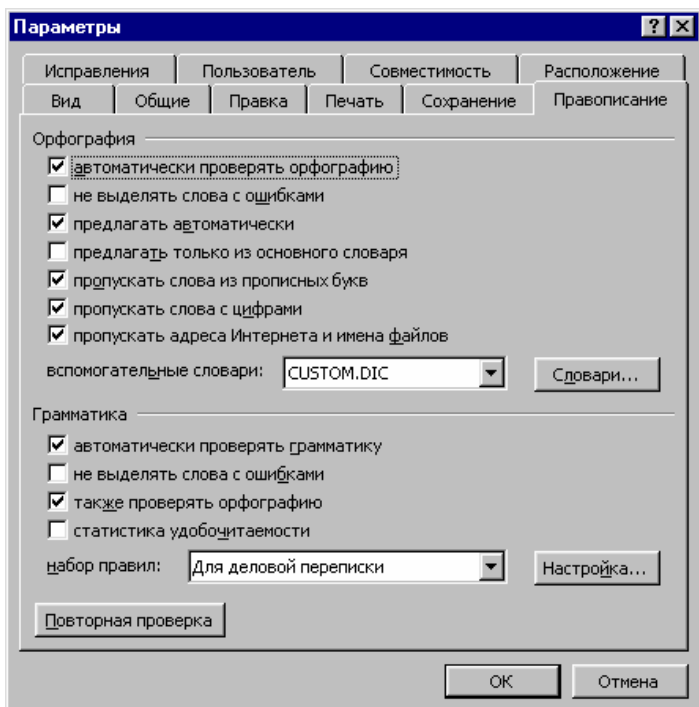 Параметры
Исправления Пользователь Совместимость Расположение
Вид Общие Правка Печать Сохранение Правописание
Орфография
автоматически проверять орфографию
не выделять слова с ошибками
предлагать автоматически
предлагать только из основного словаря
пропускать слова из прописных букв
пропускать слова с цифрами
пропускать адреса Интернета и имена файлов
вспомогательные словари: CUSTOM.DIC Словари...
Грамматика
автоматически проверять грамматику
не выделять слова с ошибками
также проверять орфографию
статистика удобочитаемости
набор правил: Для деловой переписки Настройка...
Повторная проверка
ОК Отмена